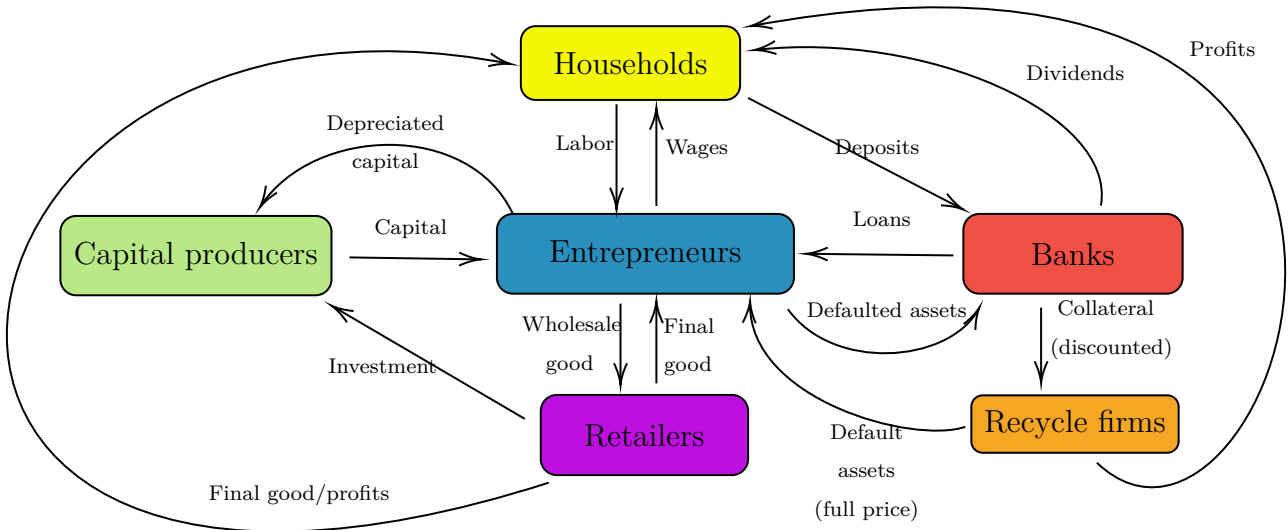 Households
Profits
Dividends
Depreciated
capital
Labor
Wages
Deposits
Capital
Loans
Capital producers
Entrepreneurs
Banks
Wholesale
good
Final
good
Defaulted assets
Collateral
(discounted)
Investment
Retailers
Recycle firms
Default
assets
(full price)
Final good/profits